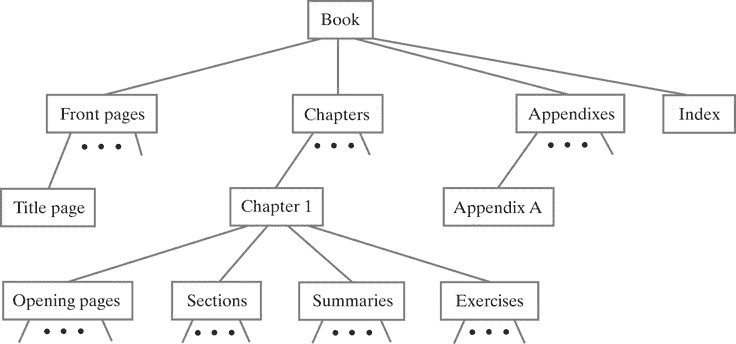 Book
Front pages
Chapters
Appendixes
Index
Title page
Chapter 1
Appendix A
Opening pages
Sections
Summaries
Exercises